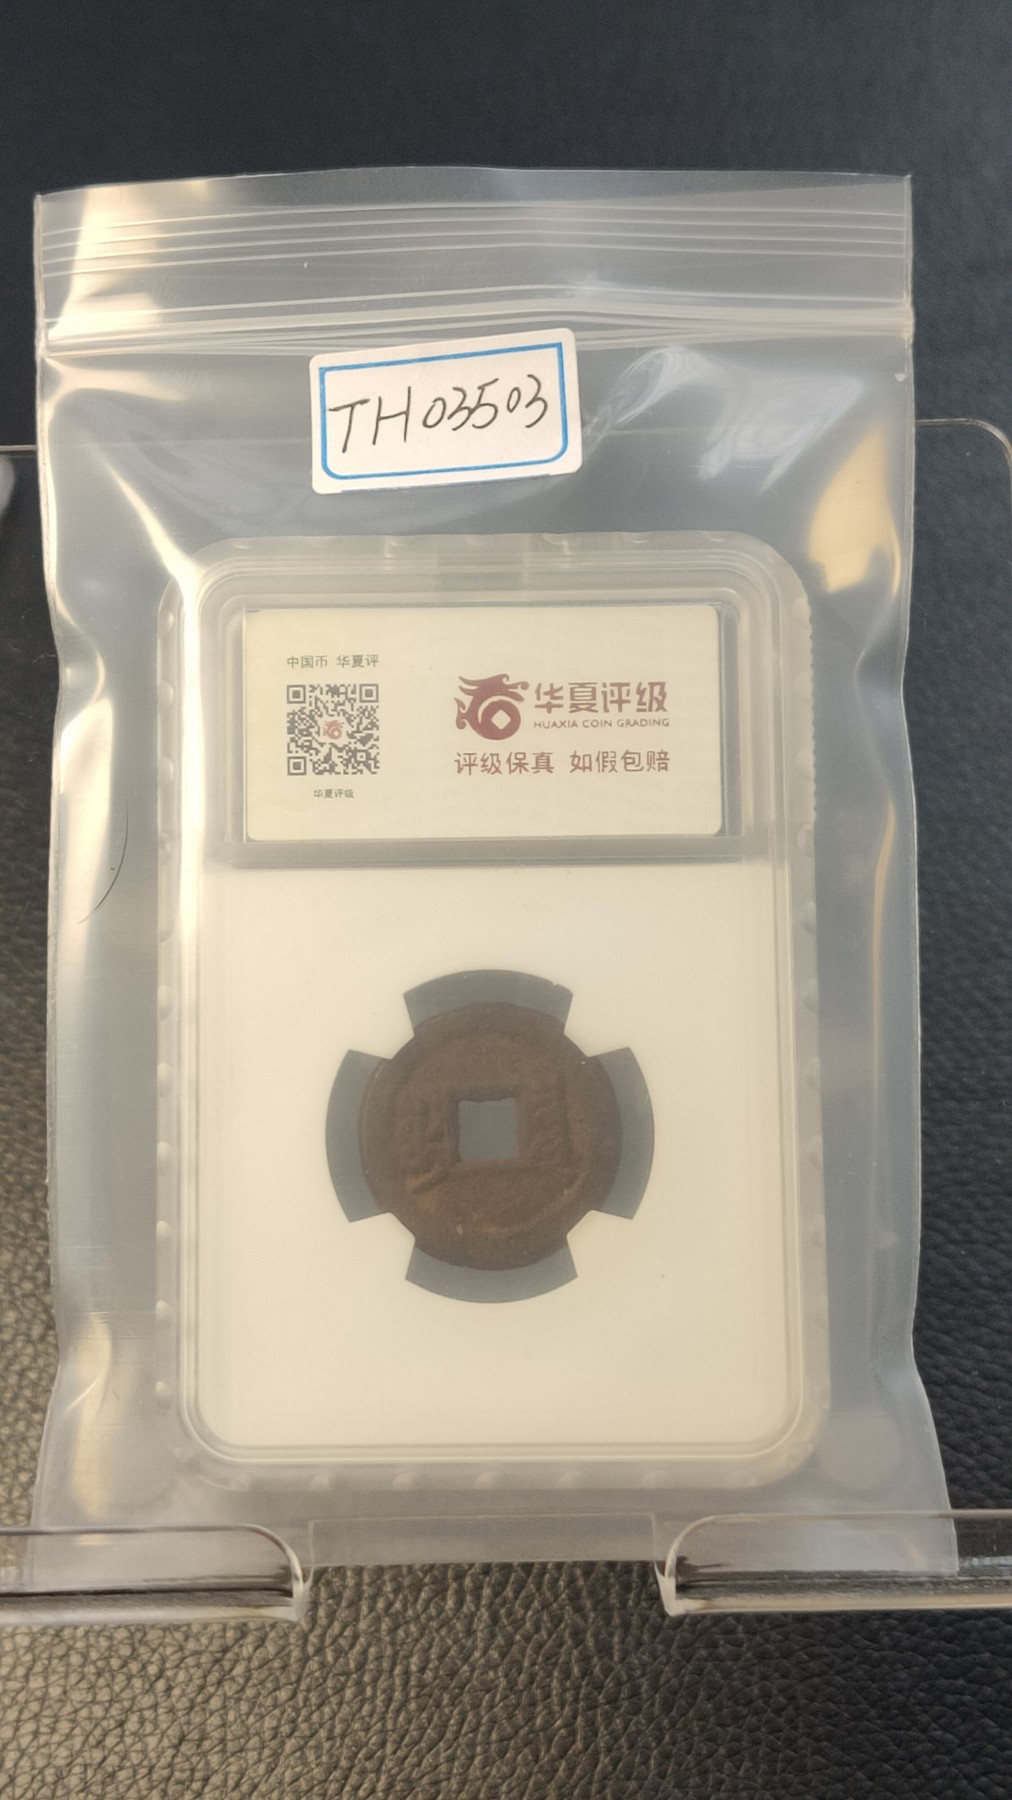 TH03503
中国币 华夏评
华夏评级
华夏评级
HUAXIA COIN GRADING
评级保真 如假包赔